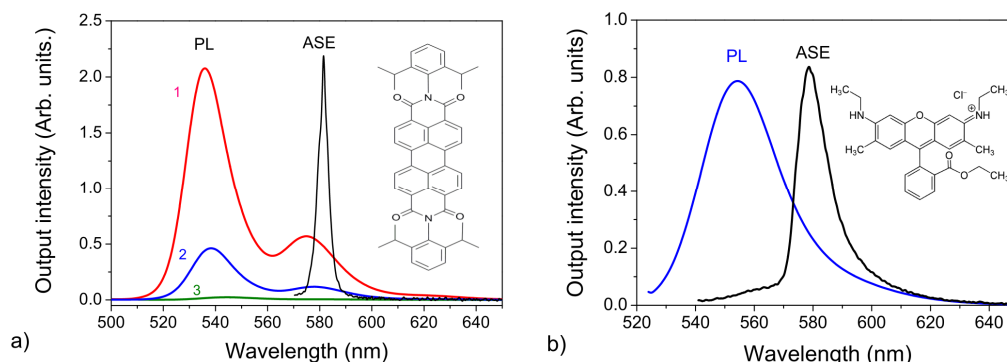 Output intensity (Arb. units.)
2.5
2.0
1.5
1.0
0.5
0.0
PL
ASE
1
2
3
O
N
O
O
N
O
500
520
540
560
580
600
620
640
Wavelength (nm)
a)
Output intensity (Arb. units)
1.0
0.8
0.6
0.4
0.2
0.0
PL
ASE
H₃C
Cl⁻
CH₃
HN
O
NH
⊕
H₃C
CH₃
O
O
CH₃
520
540
560
580
600
620
640
Wavelength (nm)
b)